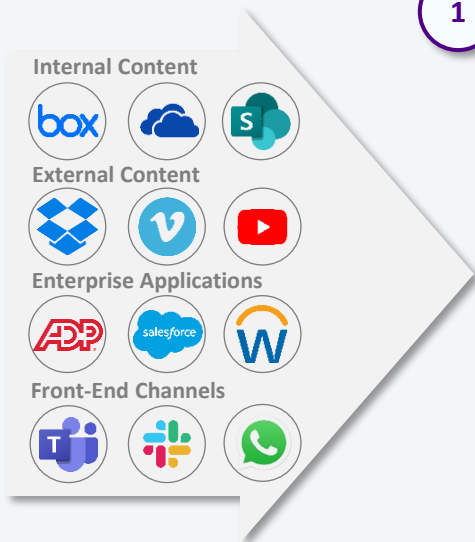 1
Internal Content
box
S
External Content
Enterprise Applications
ADP
salesforce
W
Front-End Channels
T